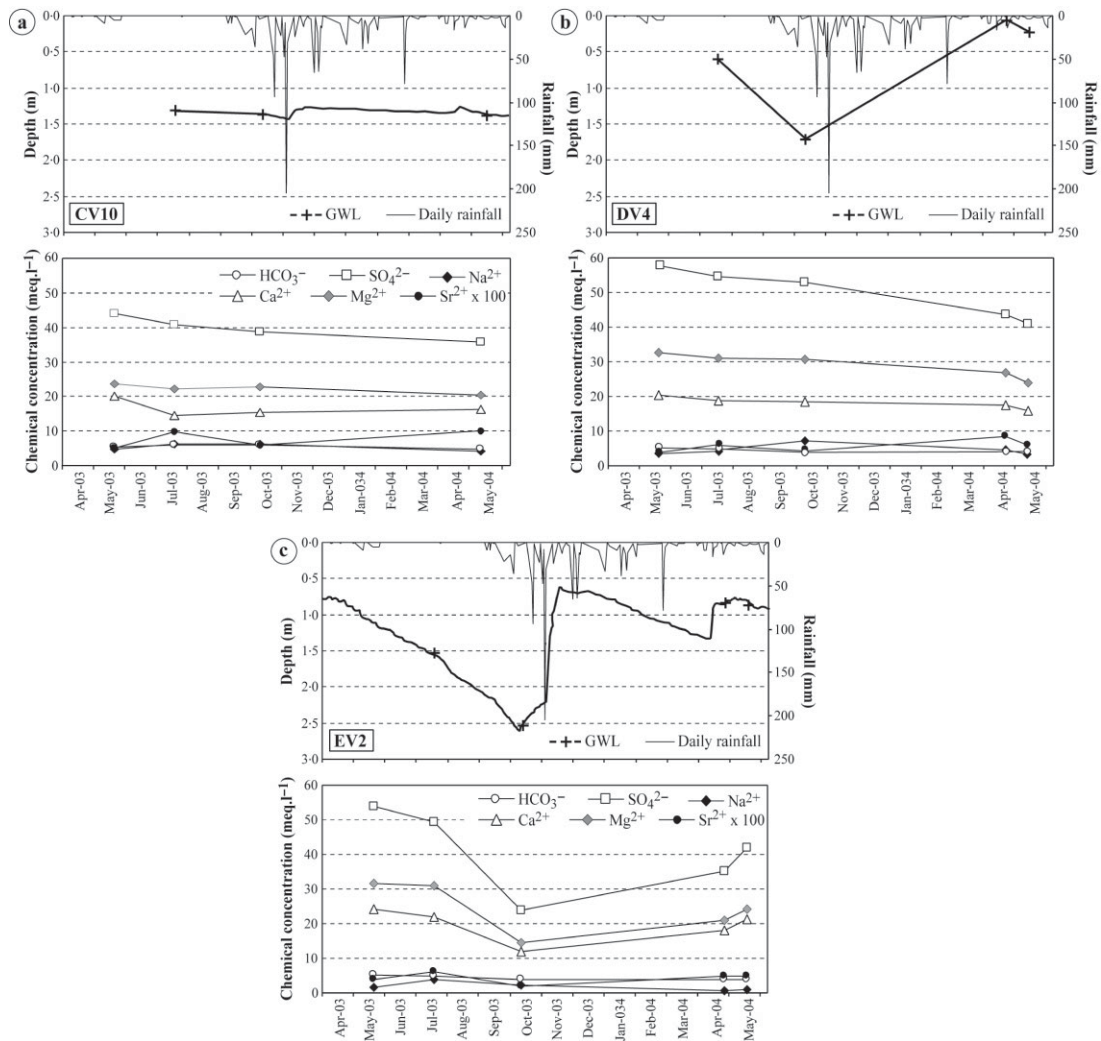 a
0·0
0·5
1·0
1·5
2·0
2·5
3·0
Depth (m)
0
50
100
150
200
250
Rainfall (mm)
CV10
GWL
Daily rainfall
HCO₃⁻ SO₄²⁻ Na²⁺
Ca²⁺ Mg²⁺ Sr²⁺ x 100
60
50
40
30
20
10
0
Chemical concentration (meq.l⁻¹)
Apr-03
May-03
Jun-03
Jul-03
Aug-03
Sep-03
Oct-03
Nov-03
Dec-03
Jan-034
Feb-04
Mar-04
Apr-04
May-04
b
0·0
0·5
1·0
1·5
2·0
2·5
3·0
Depth (m)
0
50
100
150
200
250
Rainfall (mm)
DV4
GWL
Daily rainfall
60
50
40
30
20
10
0
Chemical concentration (meq.l⁻¹)
Apr-03
May-03
Jun-03
Jul-03
Aug-03
Sep-03
Oct-03
Nov-03
Dec-03
Jan-034
Feb-04
Mar-04
Apr-04
May-04
c
0·0
0·5
1·0
1·5
2·0
2·5
3·0
Depth (m)
0
50
100
150
200
250
Rainfall (mm)
EV2
GWL
Daily rainfall
HCO₃⁻ SO₄²⁻ Na²⁺
Ca²⁺ Mg²⁺ Sr²⁺ x 100
60
50
40
30
20
10
0
Chemical concentration (meq.l⁻¹)
Apr-03
May-03
Jun-03
Jul-03
Aug-03
Sep-03
Oct-03
Nov-03
Dec-03
Jan-034
Feb-04
Mar-04
Apr-04
May-04